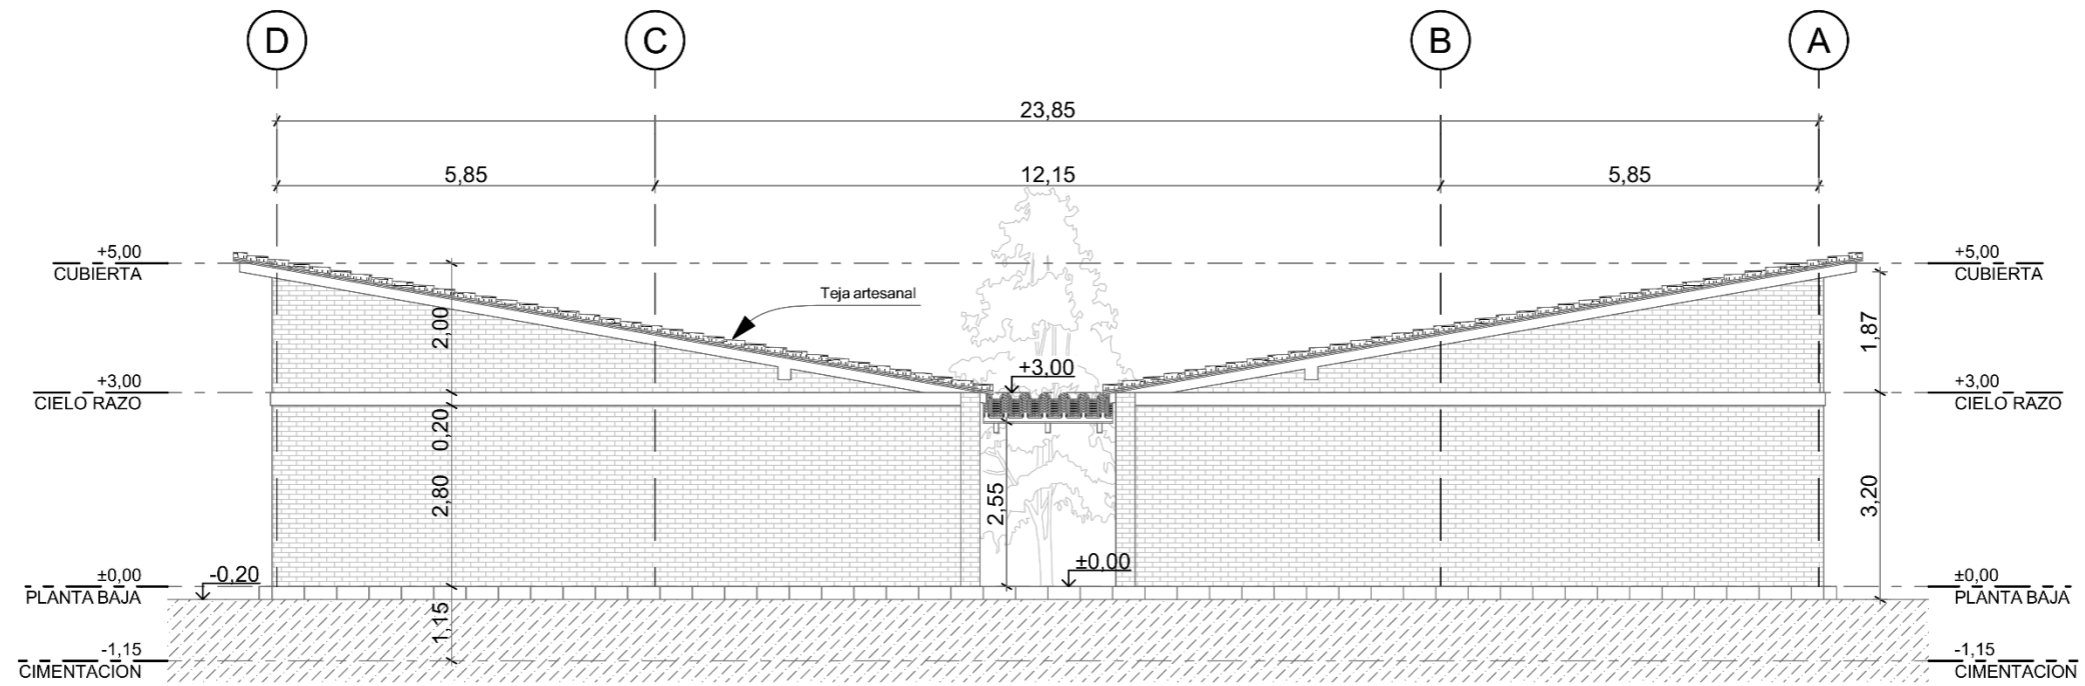 D C B A
23,85
5,85 12,15 5,85
+5,00 +5,00
CUBIERTA CUBIERTA
Teja artesanal
2,00 1,87
+3,00
+3,00 +3,00
CIELO RAZO CIELO RAZO
0,20
2,80 2,55 3,20
±0,00
-0,20
±0,00 ±0,00
PLANTA BAJA PLANTA BAJA
1,15
-1,15 -1,15
CIMENTACION CIMENTACION